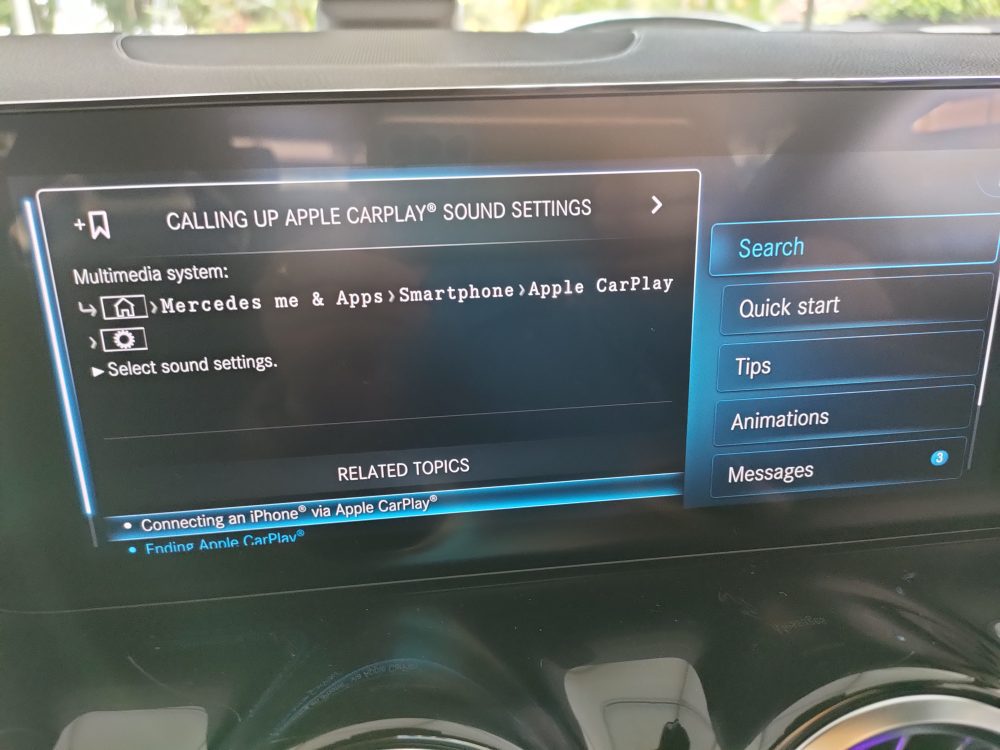 CALLING UP APPLE CARPLAY® SOUND SETTINGS
Multimedia system:
Mercedes me & Apps›Smartphone›Apple CarPlay
›
►Select sound settings.
RELATED TOPICS
• Connecting an iPhone® via Apple CarPlay®
• Ending Apple CarPlay®
Search
Quick start
Tips
Animations
Messages 3